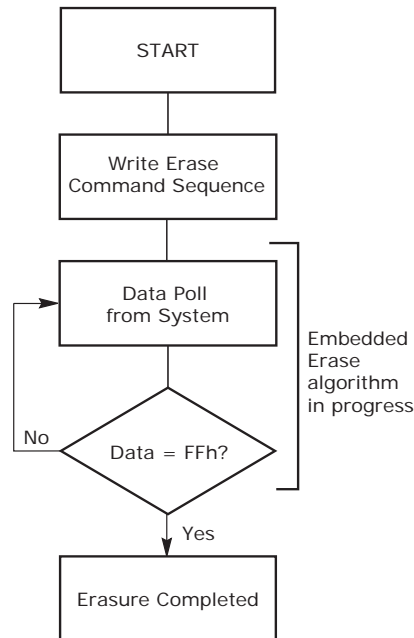 START
Write Erase
Command Sequence
Data Poll
from System
Embedded
Erase
algorithm
in progress
No
Data = FFh?
Yes
Erasure Completed